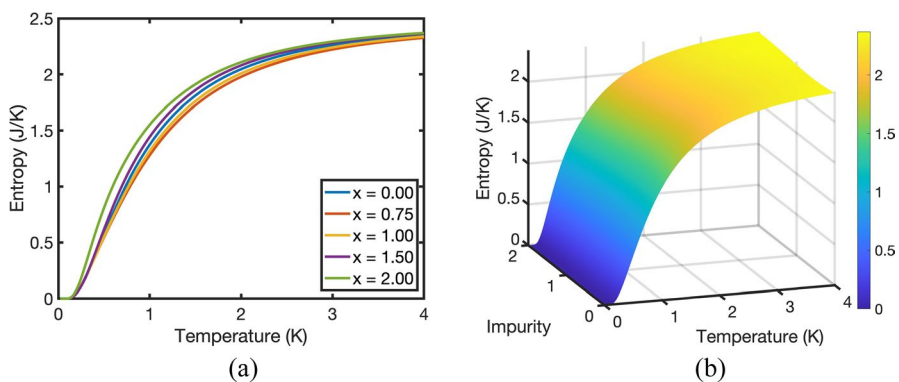 2.5
2
1.5
1
0.5
0
Entropy (J/K)
x = 0.00
x = 0.75
x = 1.00
x = 1.50
x = 2.00
0 1 2 3 4
Temperature (K)
(a)
2
1.5
1
0.5
0
Entropy (J/K)
2
1
0
Impurity
0 1 2 3 4
Temperature (K)
2
1.5
1
0.5
0
(b)